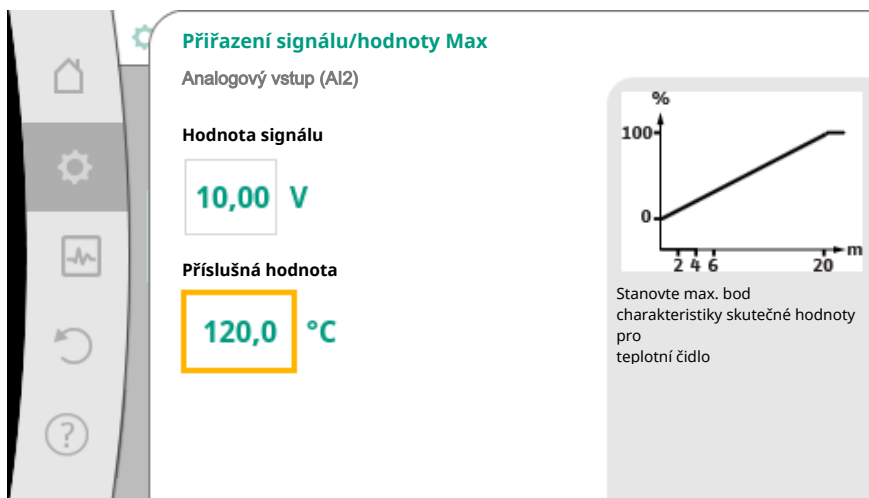 Přiřazení signálu/hodnoty Max
Analogový vstup (AI2)
Hodnota signálu
10,00 V
Příslušná hodnota
120,0 °C
%
100
0
2 4 6 20 m
Stanovte max. bod
charakteristiky skutečné hodnoty
pro
teplotní čidlo
?